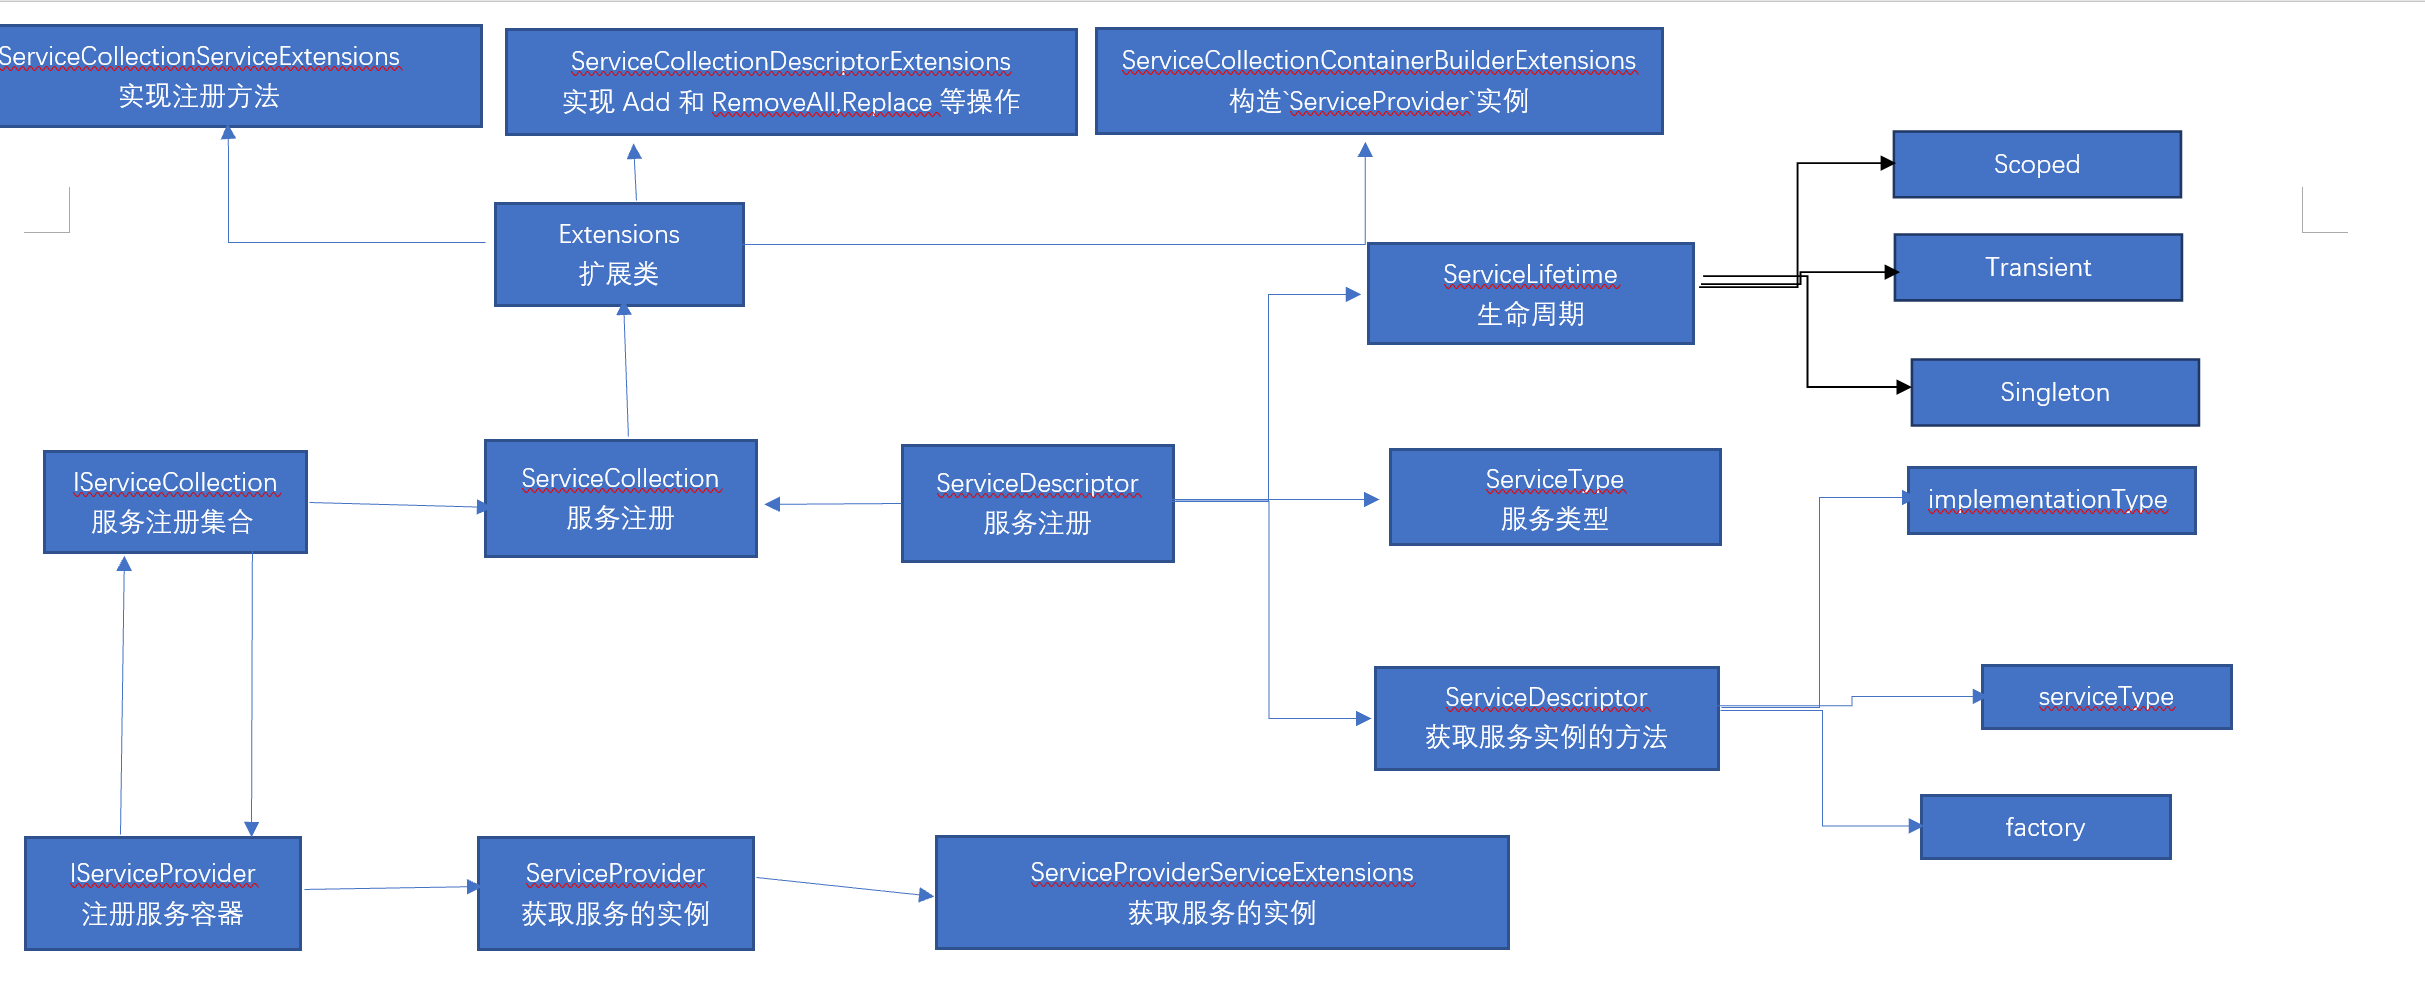 ServiceCollectionServiceExtensions
实现注册方法
ServiceCollectionDescriptorExtensions
实现 Add 和 RemoveAll,Replace 等操作
ServiceCollectionContainerBuilderExtensions
构造`ServiceProvider`实例
Scoped
Extensions
扩展类
Transient
ServiceLifetime
生命周期
Singleton
IServiceCollection
服务注册集合
ServiceCollection
服务注册
ServiceDescriptor
服务注册
ServiceType
服务类型
implementationType
ServiceDescriptor
获取服务实例的方法
serviceType
factory
IServiceProvider
注册服务容器
ServiceProvider
获取服务的实例
ServiceProviderServiceExtensions
获取服务的实例